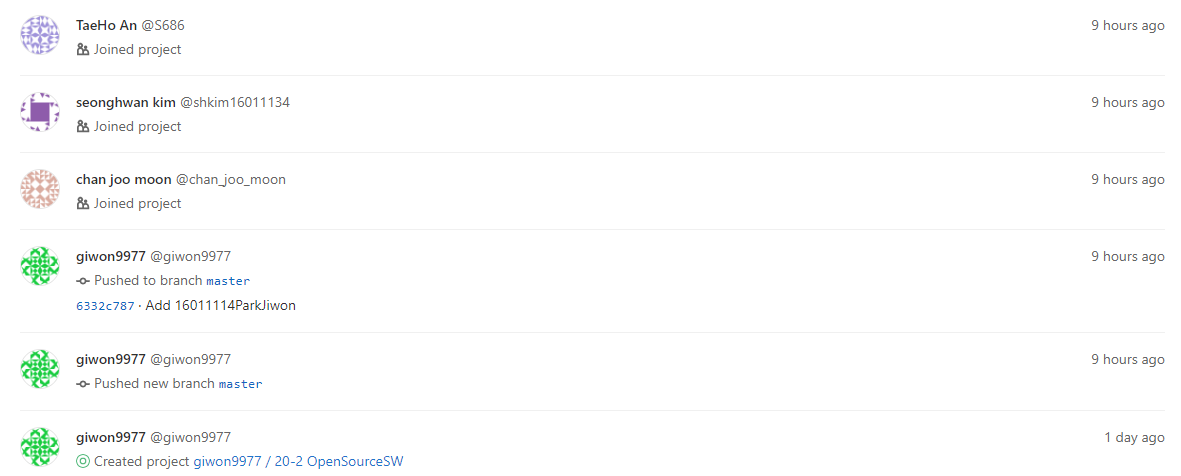 TaeHo An @S686 9 hours ago
Joined project
seonghwan kim @shkim16011134 9 hours ago
Joined project
chan joo moon @chan_joo_moon 9 hours ago
Joined project
giwon9977 @giwon9977 9 hours ago
Pushed to branch master
6332c787 · Add 16011114ParkJiwon
giwon9977 @giwon9977 9 hours ago
Pushed new branch master
giwon9977 @giwon9977 1 day ago
Created project giwon9977 / 20-2 OpenSourceSW